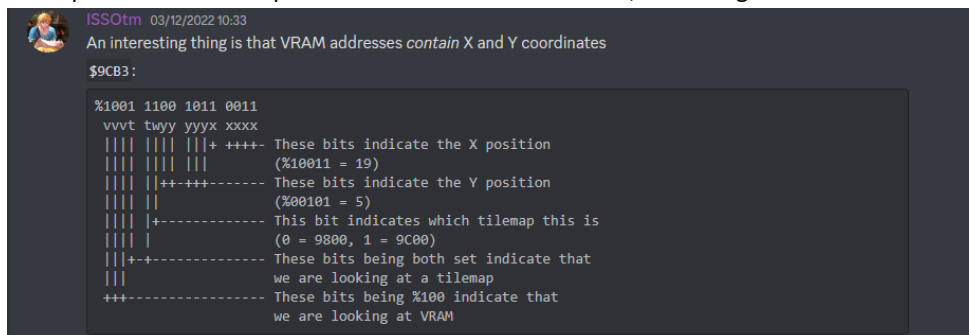 ISSOtm 03/12/2022 10:33
An interesting thing is that VRAM addresses contain X and Y coordinates
$9CB3:
%1001 1100 1011 0011
 vvvt twyy yyyx xxxx
 |||| |||| |||+ ++++- These bits indicate the X position
 |||| |||| |||        (%10011 = 19)
 |||| ||++-+++------- These bits indicate the Y position
 |||| ||              (%00101 = 5)
 |||| |+------------- This bit indicates which tilemap this is
 |||| |               (0 = 9800, 1 = 9C00)
 |||+-+-------------- These bits being both set indicate that
 |||                  we are looking at a tilemap
 +++----------------- These bits being %100 indicate that
                      we are looking at VRAM